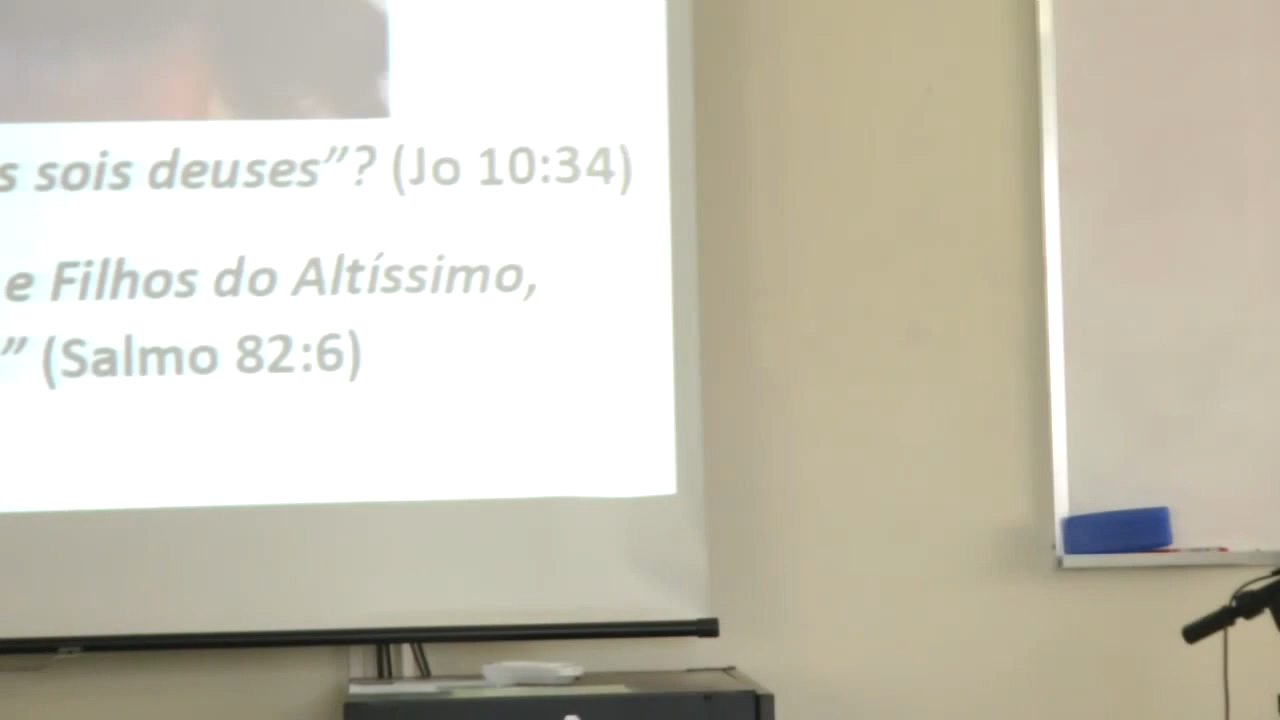 s sois deuses”? (Jo 10:34)
e Filhos do Altíssimo,
” (Salmo 82:6)